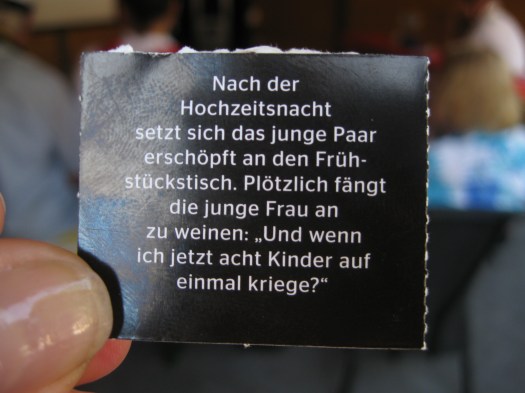 Nach der
Hochzeitsnacht
setzt sich das junge Paar
erschöpft an den Früh-
stückstisch. Plötzlich fängt
die junge Frau an
zu weinen: „Und wenn
ich jetzt acht Kinder auf
einmal kriege?“